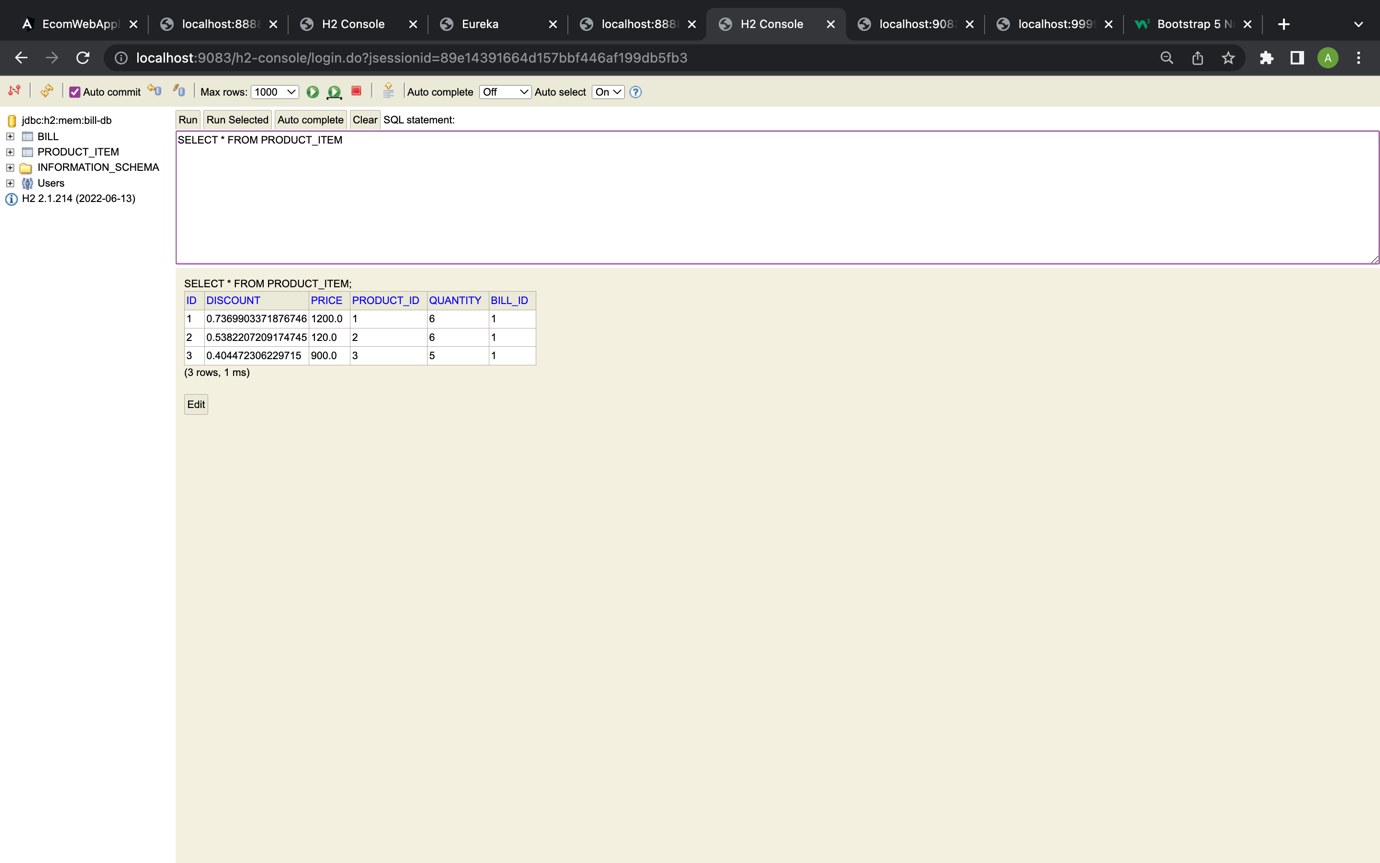 EcomWebAppl localhost:8888 H2 Console Eureka localhost:8888 H2 Console localhost:9083 localhost:9999 Bootstrap 5 N
localhost:9083/h2-console/login.do?jsessionid=89e14391664d157bbf446af199db5fb3 A
Auto commit Max rows: 1000 Auto complete Off Auto select On
jdbc:h2:mem:bill-db
BILL
PRODUCT_ITEM
INFORMATION_SCHEMA
Users
H2 2.1.214 (2022-06-13)
Run Run Selected Auto complete Clear SQL statement:
SELECT * FROM PRODUCT_ITEM
SELECT * FROM PRODUCT_ITEM;
ID DISCOUNT PRICE PRODUCT_ID QUANTITY BILL_ID
1 0.7369903371876746 1200.0 1 6 1
2 0.5382207209174745 120.0 2 6 1
3 0.404472306229715 900.0 3 5 1
(3 rows, 1 ms)
Edit